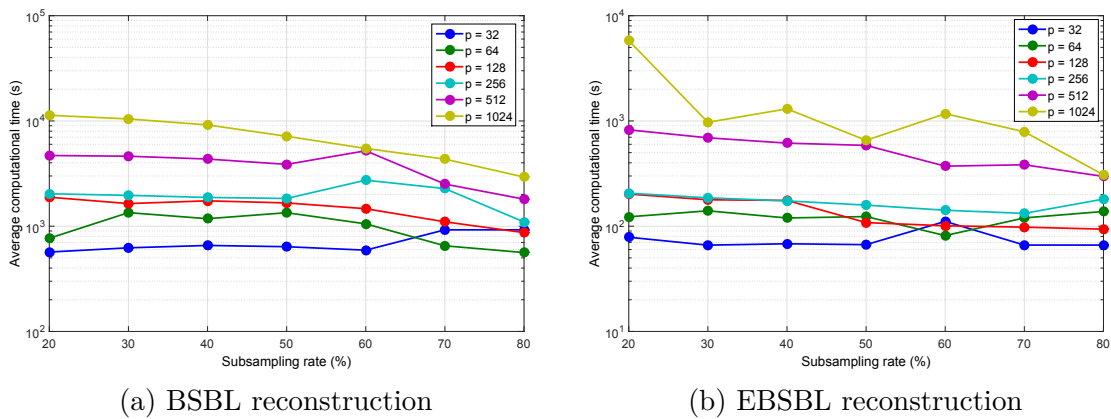 10^5
10^4
10^3
10^2
Average computational time (s)
20 30 40 50 60 70 80
Subsampling rate (%)
p = 32
p = 64
p = 128
p = 256
p = 512
p = 1024
(a) BSBL reconstruction
10^4
10^3
10^2
10^1
Average computational time (s)
20 30 40 50 60 70 80
Subsampling rate (%)
p = 32
p = 64
p = 128
p = 256
p = 512
p = 1024
(b) EBSBL reconstruction